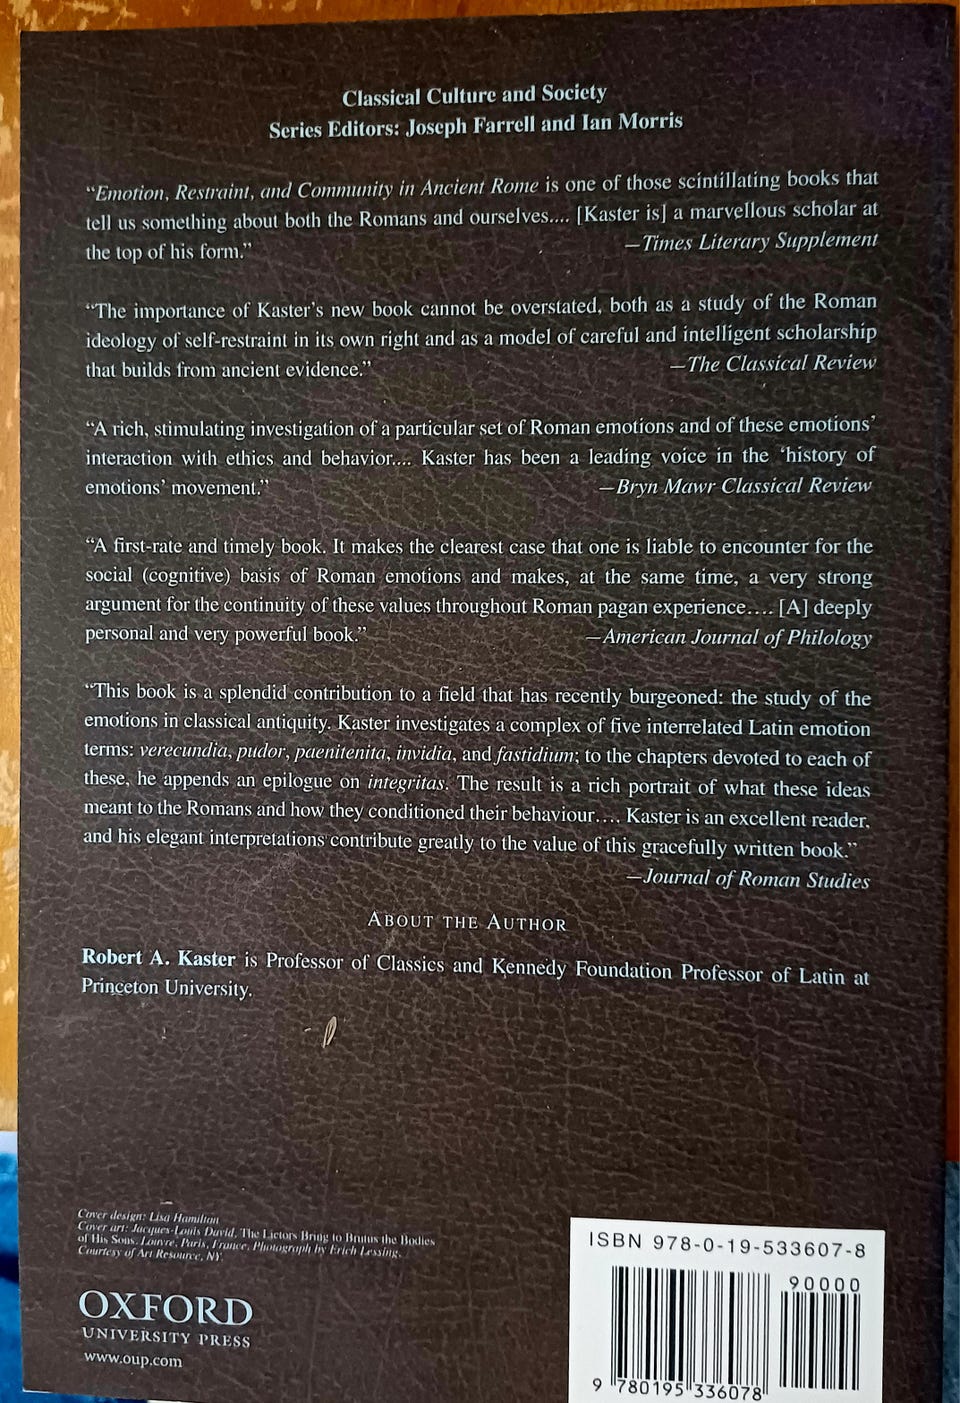 Classical Culture and Society
Series Editors: Joseph Farrell and Ian Morris
“Emotion, Restraint, and Community in Ancient Rome is one of those scintillating books that
tell us something about both the Romans and ourselves.... [Kaster is] a marvellous scholar at
the top of his form.” —Times Literary Supplement
“The importance of Kaster’s new book cannot be overstated, both as a study of the Roman
ideology of self-restraint in its own right and as a model of careful and intelligent scholarship
that builds from ancient evidence.” —The Classical Review
“A rich, stimulating investigation of a particular set of Roman emotions and of these emotions’
interaction with ethics and behavior.... Kaster has been a leading voice in the ‘history of
emotions’ movement.” —Bryn Mawr Classical Review
“A first-rate and timely book. It makes the clearest case that one is liable to encounter for the
social (cognitive) basis of Roman emotions and makes, at the same time, a very strong
argument for the continuity of these values throughout Roman pagan experience.... [A] deeply
personal and very powerful book.” —American Journal of Philology
“This book is a splendid contribution to a field that has recently burgeoned: the study of the
emotions in classical antiquity. Kaster investigates a complex of five interrelated Latin emotion
terms: verecundia, pudor, paenitenita, invidia, and fastidium; to the chapters devoted to each of
these, he appends an epilogue on integritas. The result is a rich portrait of what these ideas
meant to the Romans and how they conditioned their behaviour.... Kaster is an excellent reader,
and his elegant interpretations contribute greatly to the value of this gracefully written book.”
—Journal of Roman Studies
ABOUT THE AUTHOR
Robert A. Kaster is Professor of Classics and Kennedy Foundation Professor of Latin at
Princeton University.
Cover design: Lisa Hamilton
Cover art: Jacques-Louis David, The Lictors Bring to Brutus the Bodies
of His Sons. Louvre, Paris, France. Photograph by Erich Lessing.
Courtesy of Art Resource, NY.
OXFORD
UNIVERSITY PRESS
www.oup.com
ISBN 978-0-19-533607-8
90000
9 780195 336078